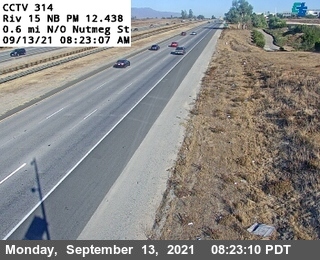 CCTV 314
Riv 15 NB PM 12.438
0.6 mi N/O Nutmeg St
09/13/21 08:23:07 AM
Monday, September 13, 2021 08:23:10 PDT